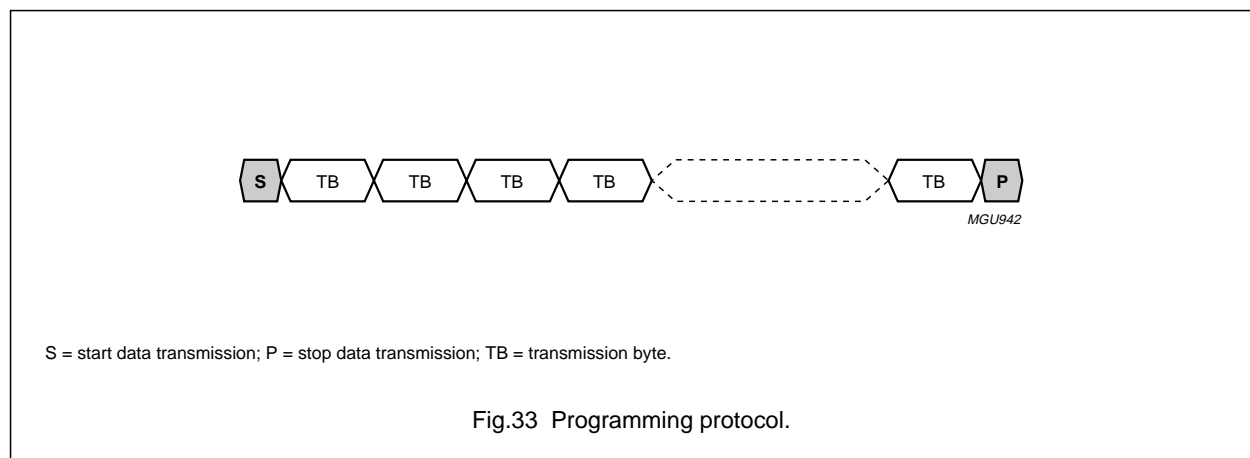 S TB TB TB TB TB P
MGU942
S = start data transmission; P = stop data transmission; TB = transmission byte.
Fig.33 Programming protocol.